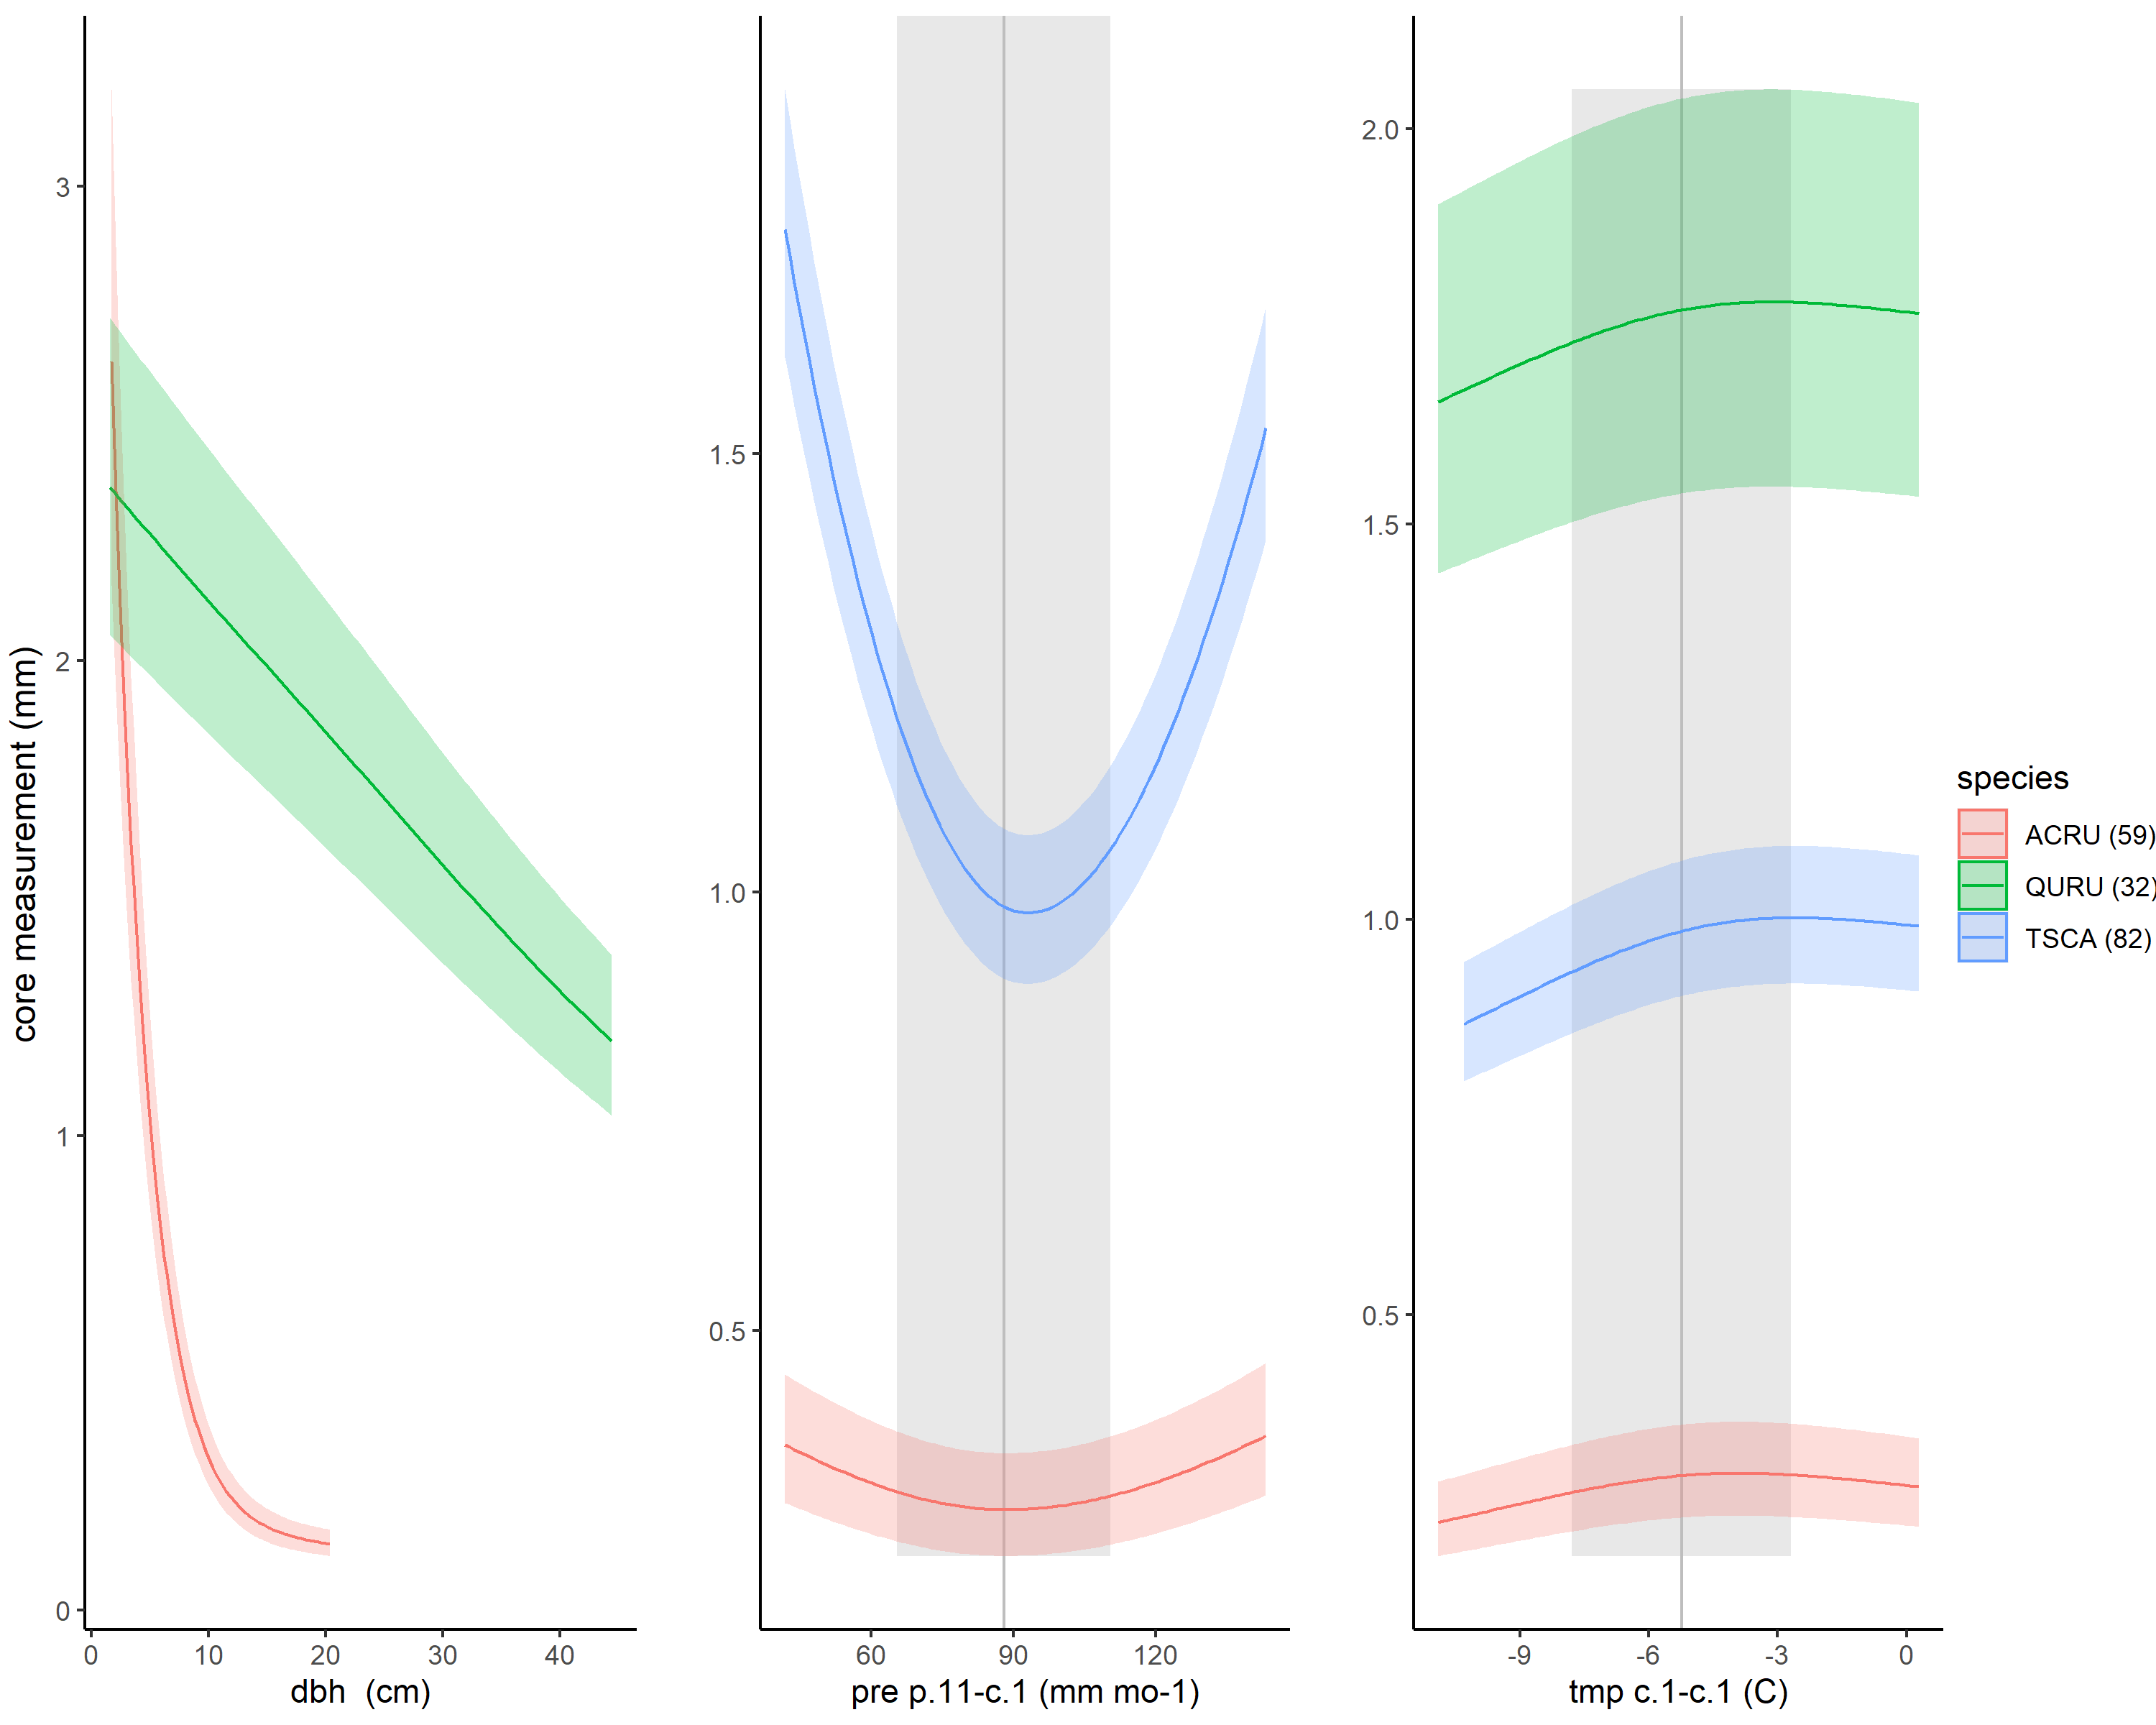 core measurement (mm)
3
2
1
0
0 10 20 30 40
dbh  (cm)
1.5
1.0
0.5
60 90 120
pre p.11-c.1 (mm mo-1)
2.0
1.5
1.0
0.5
-9 -6 -3 0
tmp c.1-c.1 (C)
species
ACRU (59)
QURU (32)
TSCA (82)